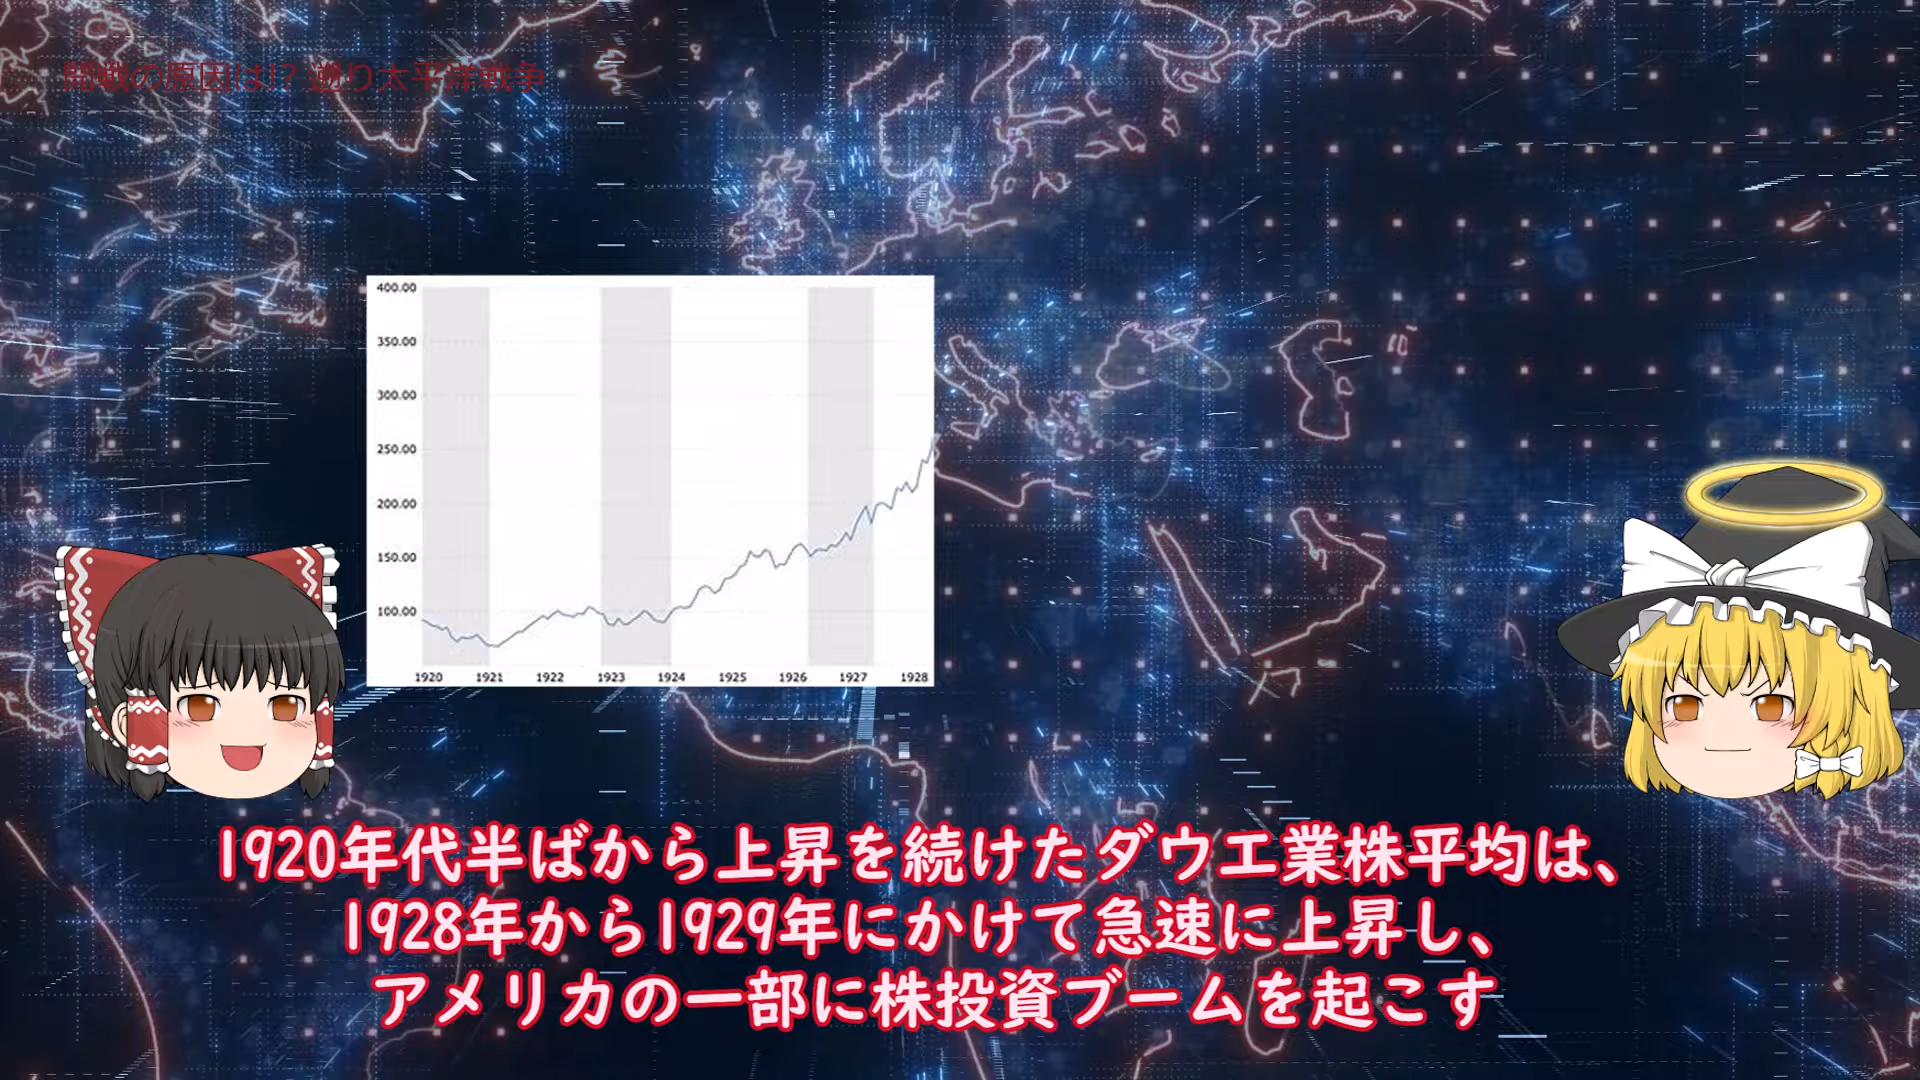 開戦の原因は!? 遡り太平洋戦争
400.00
350.00
300.00
250.00
200.00
150.00
100.00
1920 1921 1922 1923 1924 1925 1926 1927 1928
1920年代半ばから上昇を続けたダウ工業株平均は、
1928年から1929年にかけて急速に上昇し、
アメリカの一部に株投資ブームを起こす